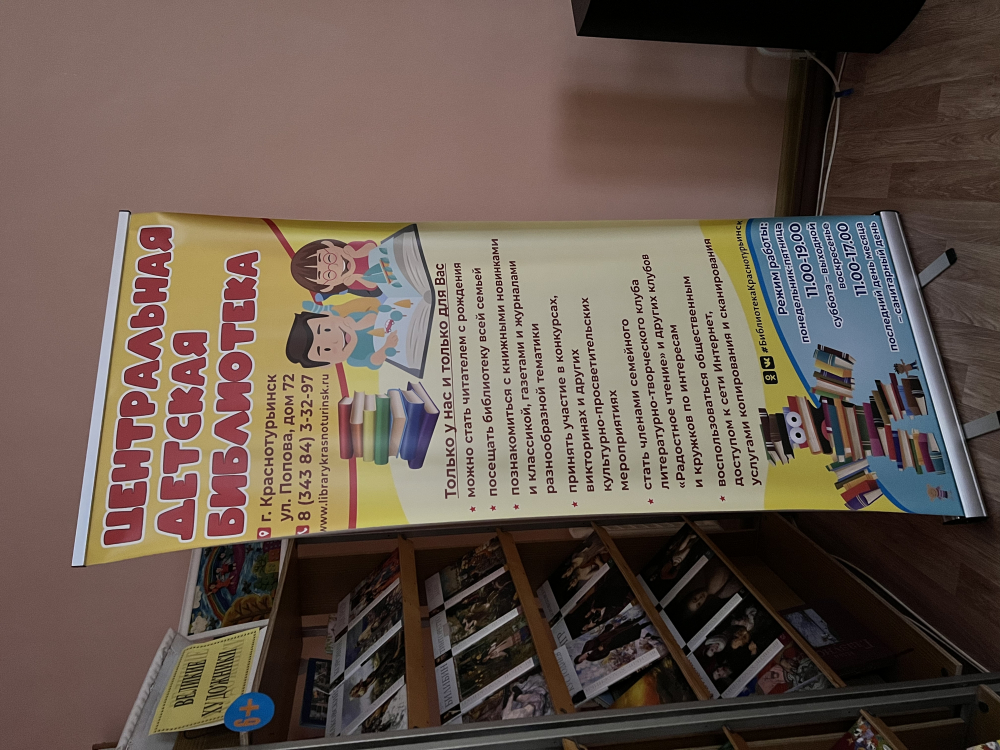 ЦЕНТРАЛЬНАЯ
ДЕТСКАЯ
БИБЛИОТЕКА
г. Краснотурьинск
ул. Попова, дом 72
8 (343 84) 3-32-97
www.librarykrasnoturinsk.ru
Только у нас и только для Вас
можно стать читателем с рождения
посещать библиотеку всей семьей
познакомиться с книжными новинками
и классикой, газетами и журналами
разнообразной тематики
принять участие в конкурсах,
викторинах и других
культурно-просветительских
мероприятиях
стать членами семейного клуба
литературно-творческого клуба
«Радостное чтение» и других клубов
и кружков по интересам
воспользоваться общественным
доступом к сети Интернет,
услугами копирования и сканирования
#БиблиотекаКраснотурьинск
Режим работы:
понедельник-пятница
11.00-19.00
суббота - выходной
воскресенье
11.00-17.00
последний день месяца
- санитарный день
ВЕЛИКИЕ
ХУДОЖНИКИ
6+